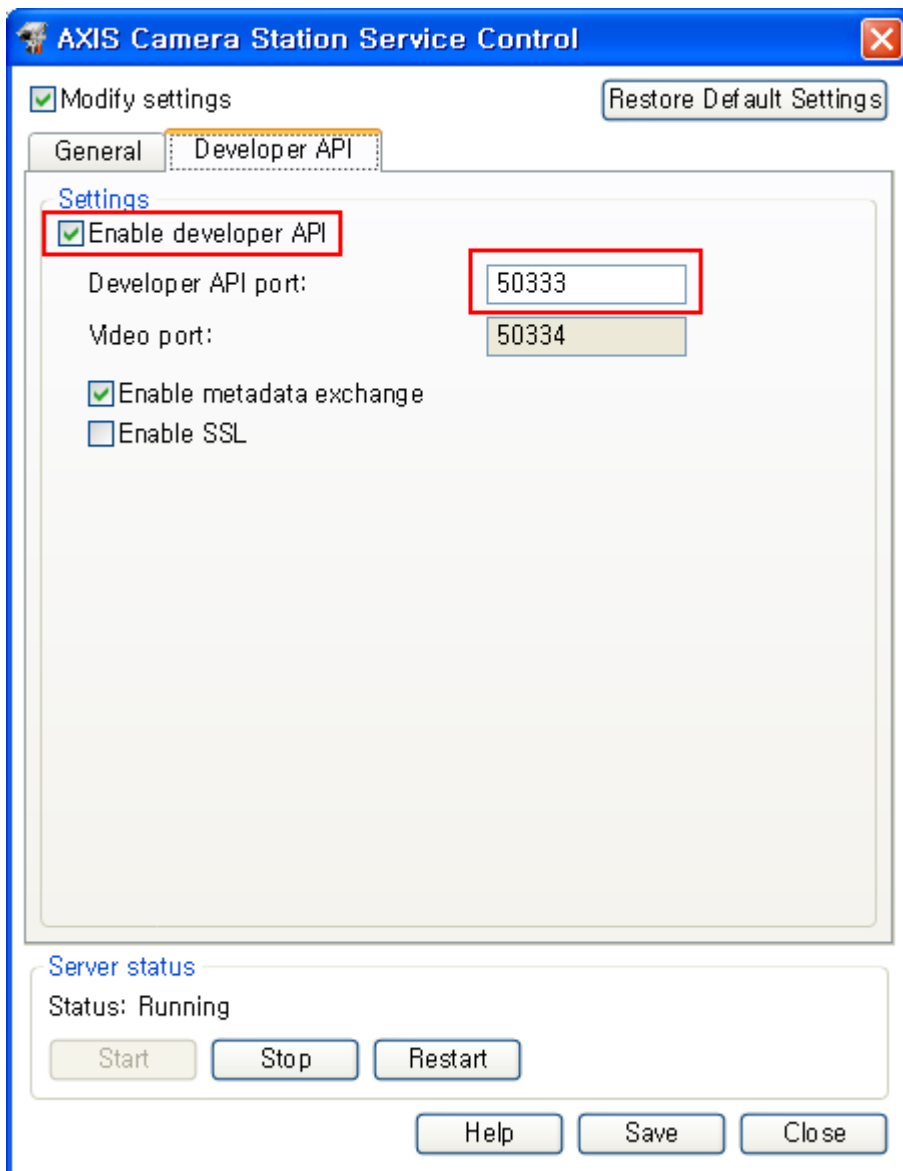 AXIS Camera Station Service Control
Modify settings
Restore Default Settings
General
Developer API
Settings
Enable developer API
Developer API port: 50333
Video port: 50334
Enable metadata exchange
Enable SSL
Server status
Status: Running
Start Stop Restart
Help Save Close